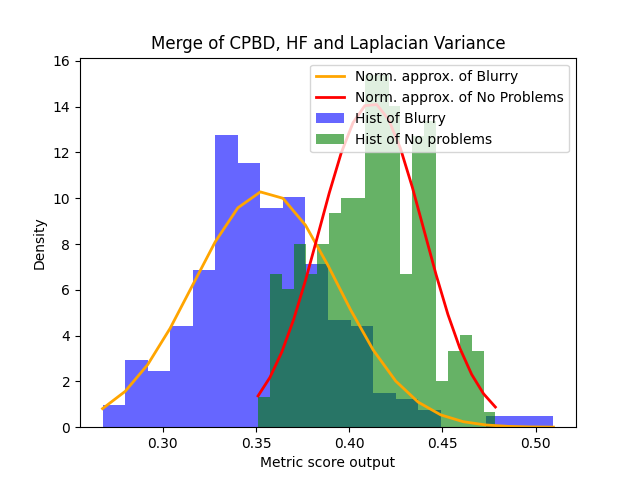 Merge of CPBD, HF and Laplacian Variance
Norm. approx. of Blurry
Norm. approx. of No Problems
Hist of Blurry
Hist of No problems
16
14
12
10
8
6
4
2
0
Density
0.30 0.35 0.40 0.45 0.50
Metric score output